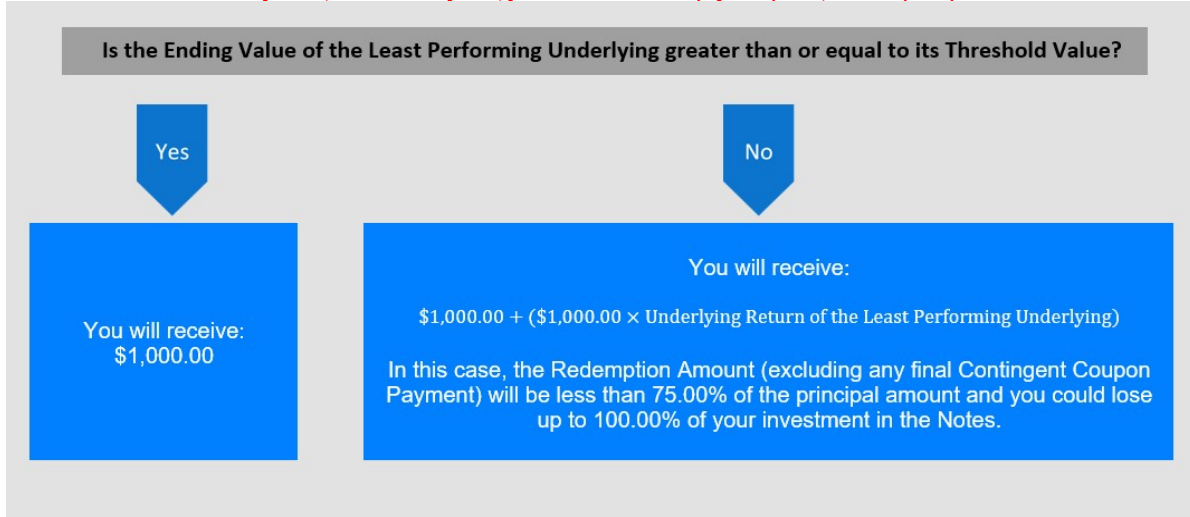 Is the Ending Value of the Least Performing Underlying greater than or equal to its Threshold Value?
Yes
No
You will receive:
$1,000.00
You will receive:
$1,000.00 + ($1,000.00 × Underlying Return of the Least Performing Underlying)
In this case, the Redemption Amount (excluding any final Contingent Coupon
Payment) will be less than 75.00% of the principal amount and you could lose
up to 100.00% of your investment in the Notes.